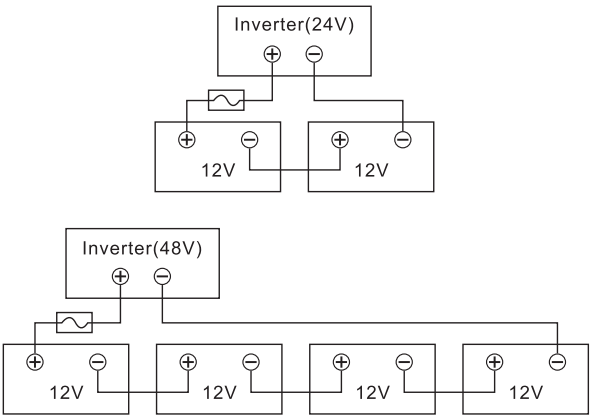 Inverter(24V)
+ −
+ − + −
12V 12V
Inverter(48V)
+ −
+ − + − + − + −
12V 12V 12V 12V